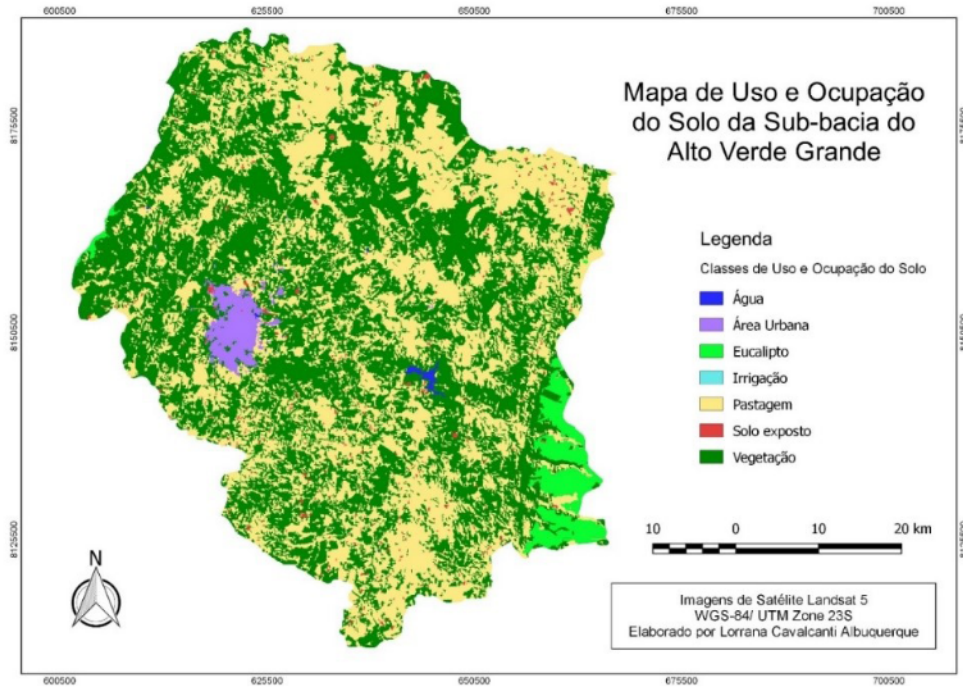 600500 625500 650500 675500 700500
8175500
8150500
8125500
Mapa de Uso e Ocupação
do Solo da Sub-bacia do
Alto Verde Grande
Legenda
Classes de Uso e Ocupação do Solo
Água
Área Urbana
Eucalipto
Irrigação
Pastagem
Solo exposto
Vegetação
10 0 10 20 km
N
Imagens de Satélite Landsat 5
WGS-84/ UTM Zone 23S
Elaborado por Lorrana Cavalcanti Albuquerque
8175500
8150500
8125500
600500 625500 650500 675500 700500